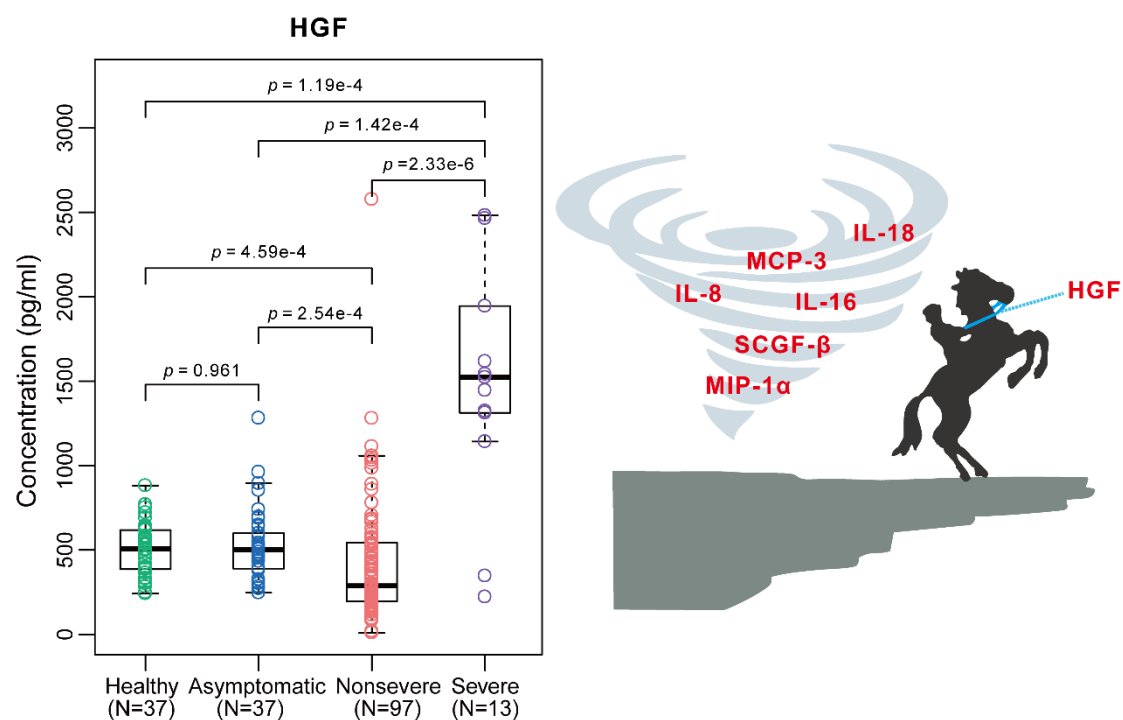 HGF
Concentration (pg/ml)
3000
2500
2000
1500
1000
500
0
p = 1.19e-4
p = 1.42e-4
p =2.33e-6
p = 4.59e-4
p = 2.54e-4
p = 0.961
Healthy
(N=37)
Asymptomatic
(N=37)
Nonsevere
(N=97)
Severe
(N=13)
IL-18
MCP-3
IL-8
IL-16
SCGF-β
MIP-1α
HGF